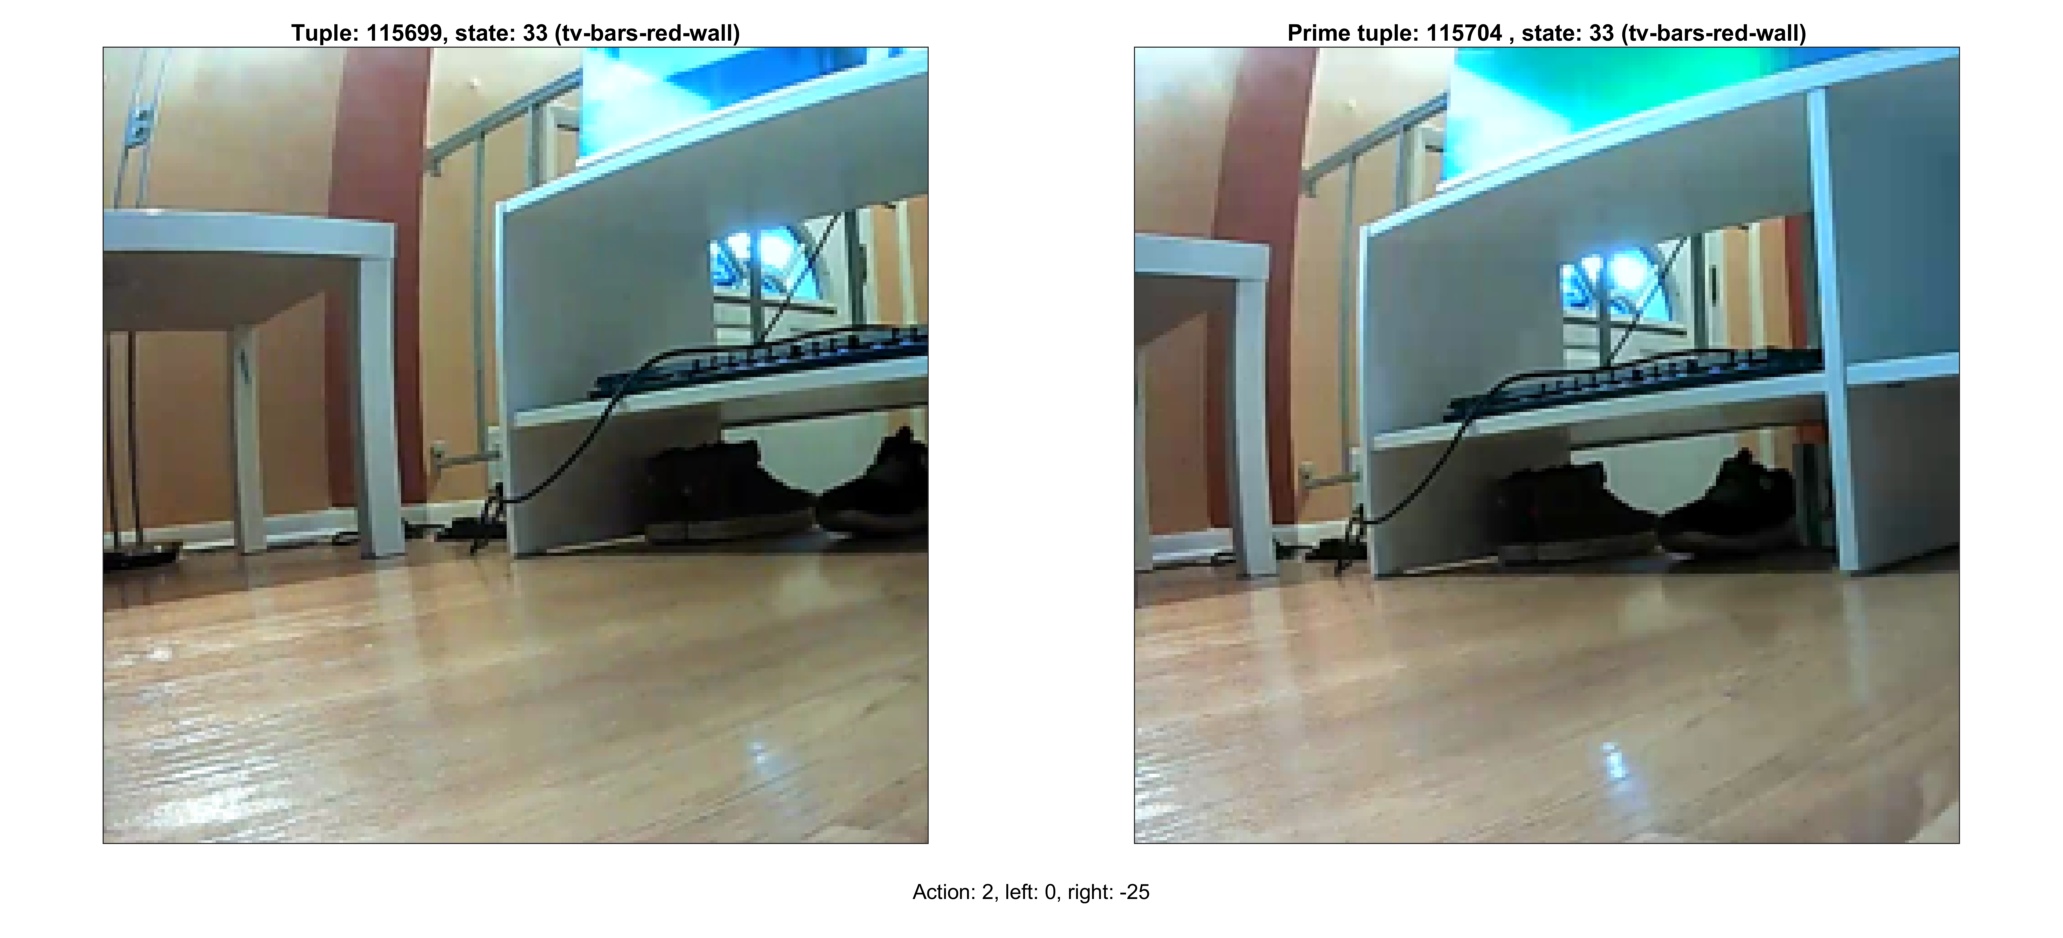 Tuple: 115699, state: 33 (tv-bars-red-wall)
Prime tuple: 115704 , state: 33 (tv-bars-red-wall)
Action: 2, left: 0, right: -25